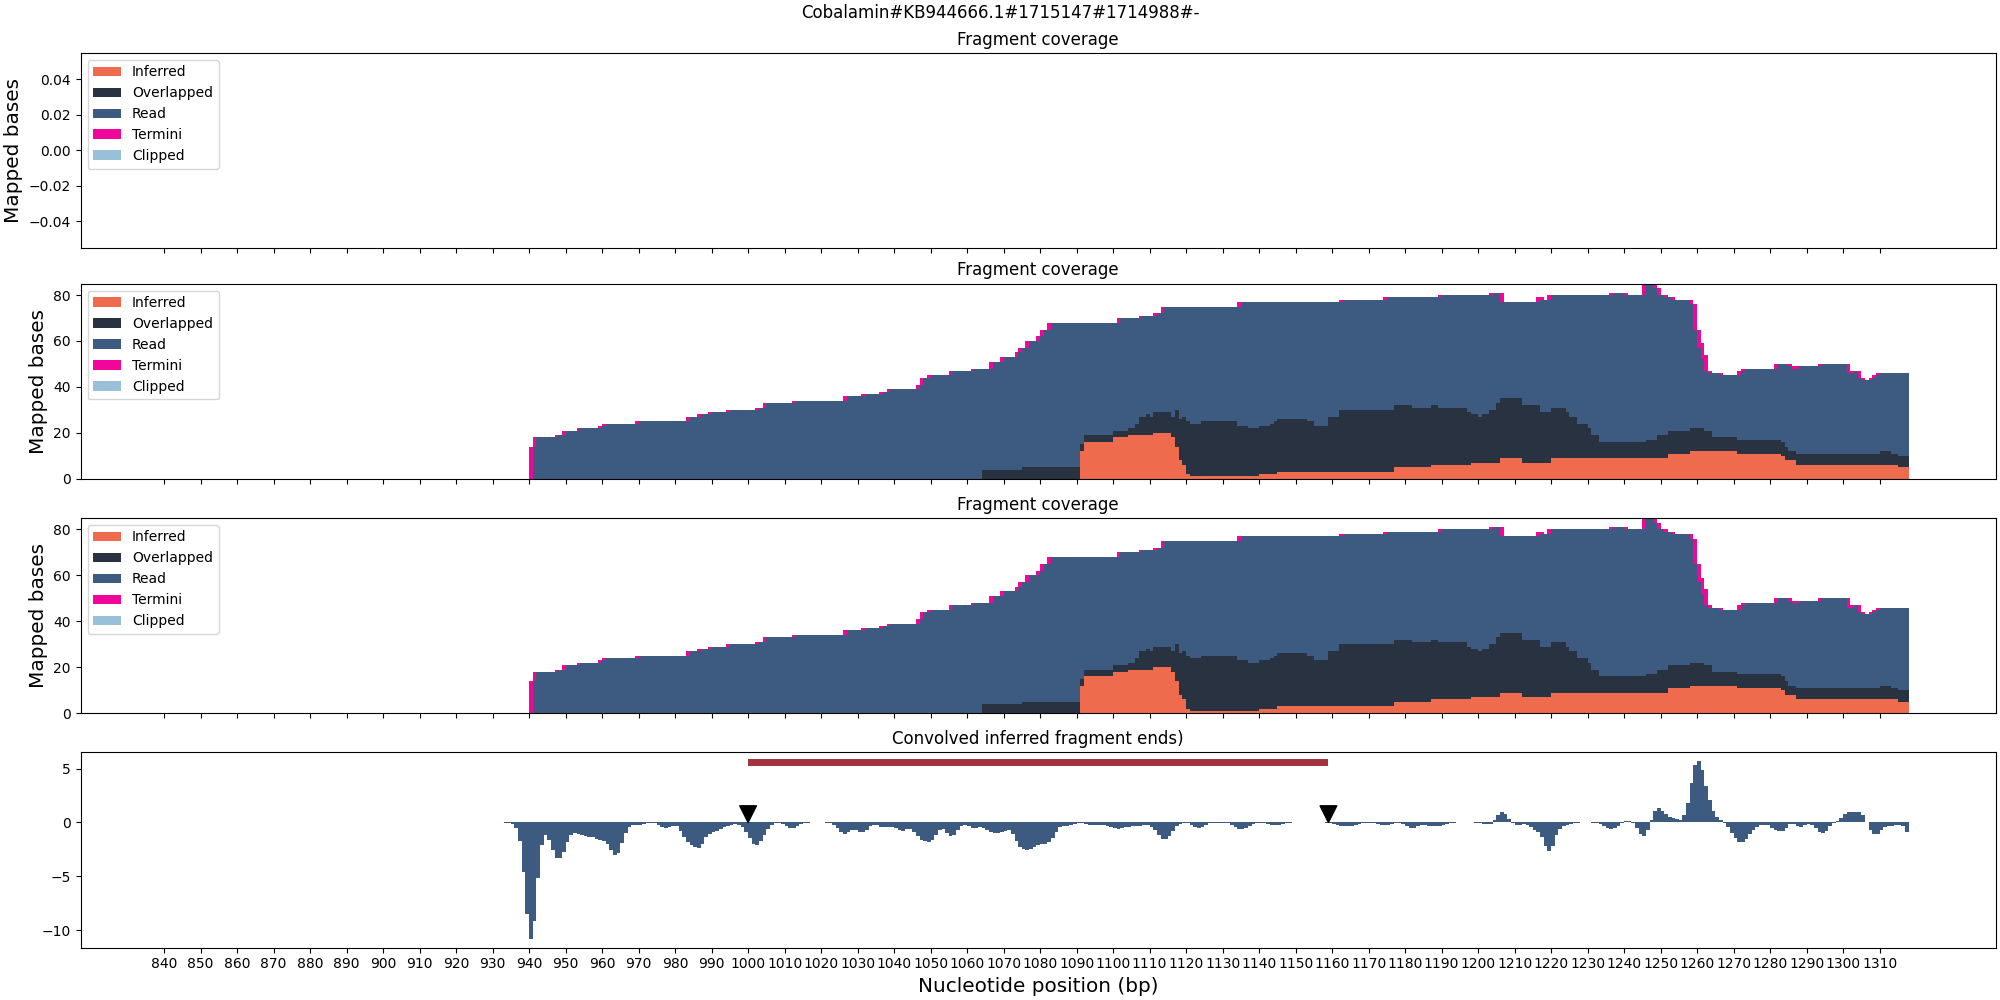 Cobalamin#KB944666.1#1715147#1714988#-
Fragment coverage
Mapped bases
0.04
0.02
0.00
−0.02
−0.04
Inferred
Overlapped
Read
Termini
Clipped
Fragment coverage
Mapped bases
80
60
40
20
0
Inferred
Overlapped
Read
Termini
Clipped
Fragment coverage
Mapped bases
80
60
40
20
0
Inferred
Overlapped
Read
Termini
Clipped
Convolved inferred fragment ends)
5
0
−5
−10
840 850 860 870 880 890 900 910 920 930 940 950 960 970 980 990 1000 1010 1020 1030 1040 1050 1060 1070 1080 1090 1100 1110 1120 1130 1140 1150 1160 1170 1180 1190 1200 1210 1220 1230 1240 1250 1260 1270 1280 1290 1300 1310
Nucleotide position (bp)